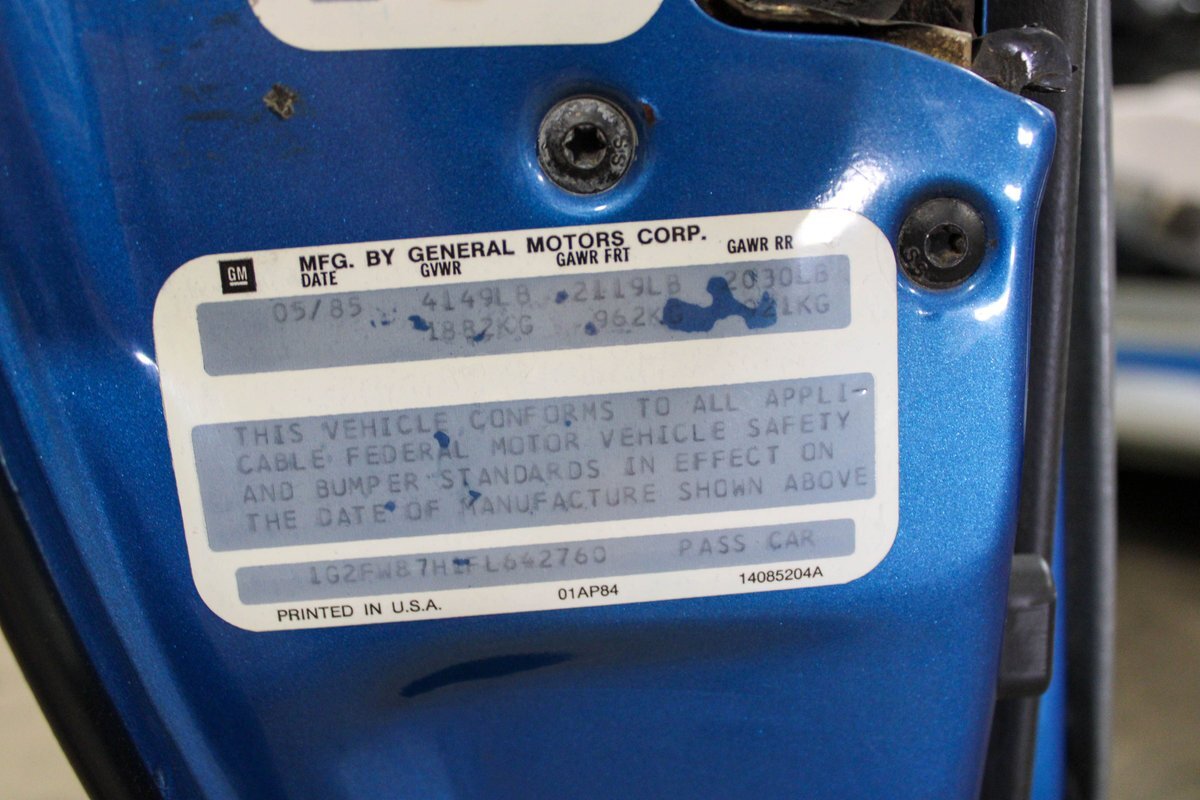 GM
MFG. BY GENERAL MOTORS CORP.
DATE GVWR GAWR FRT GAWR RR
05/85 4149LB 2119LB 2030LB
1882KG 962KG 921KG
THIS VEHICLE CONFORMS TO ALL APPLI-
CABLE FEDERAL MOTOR VEHICLE SAFETY
AND BUMPER STANDARDS IN EFFECT ON
THE DATE OF MANUFACTURE SHOWN ABOVE
PASS CAR
PRINTED IN U.S.A. 01AP84 14085204A